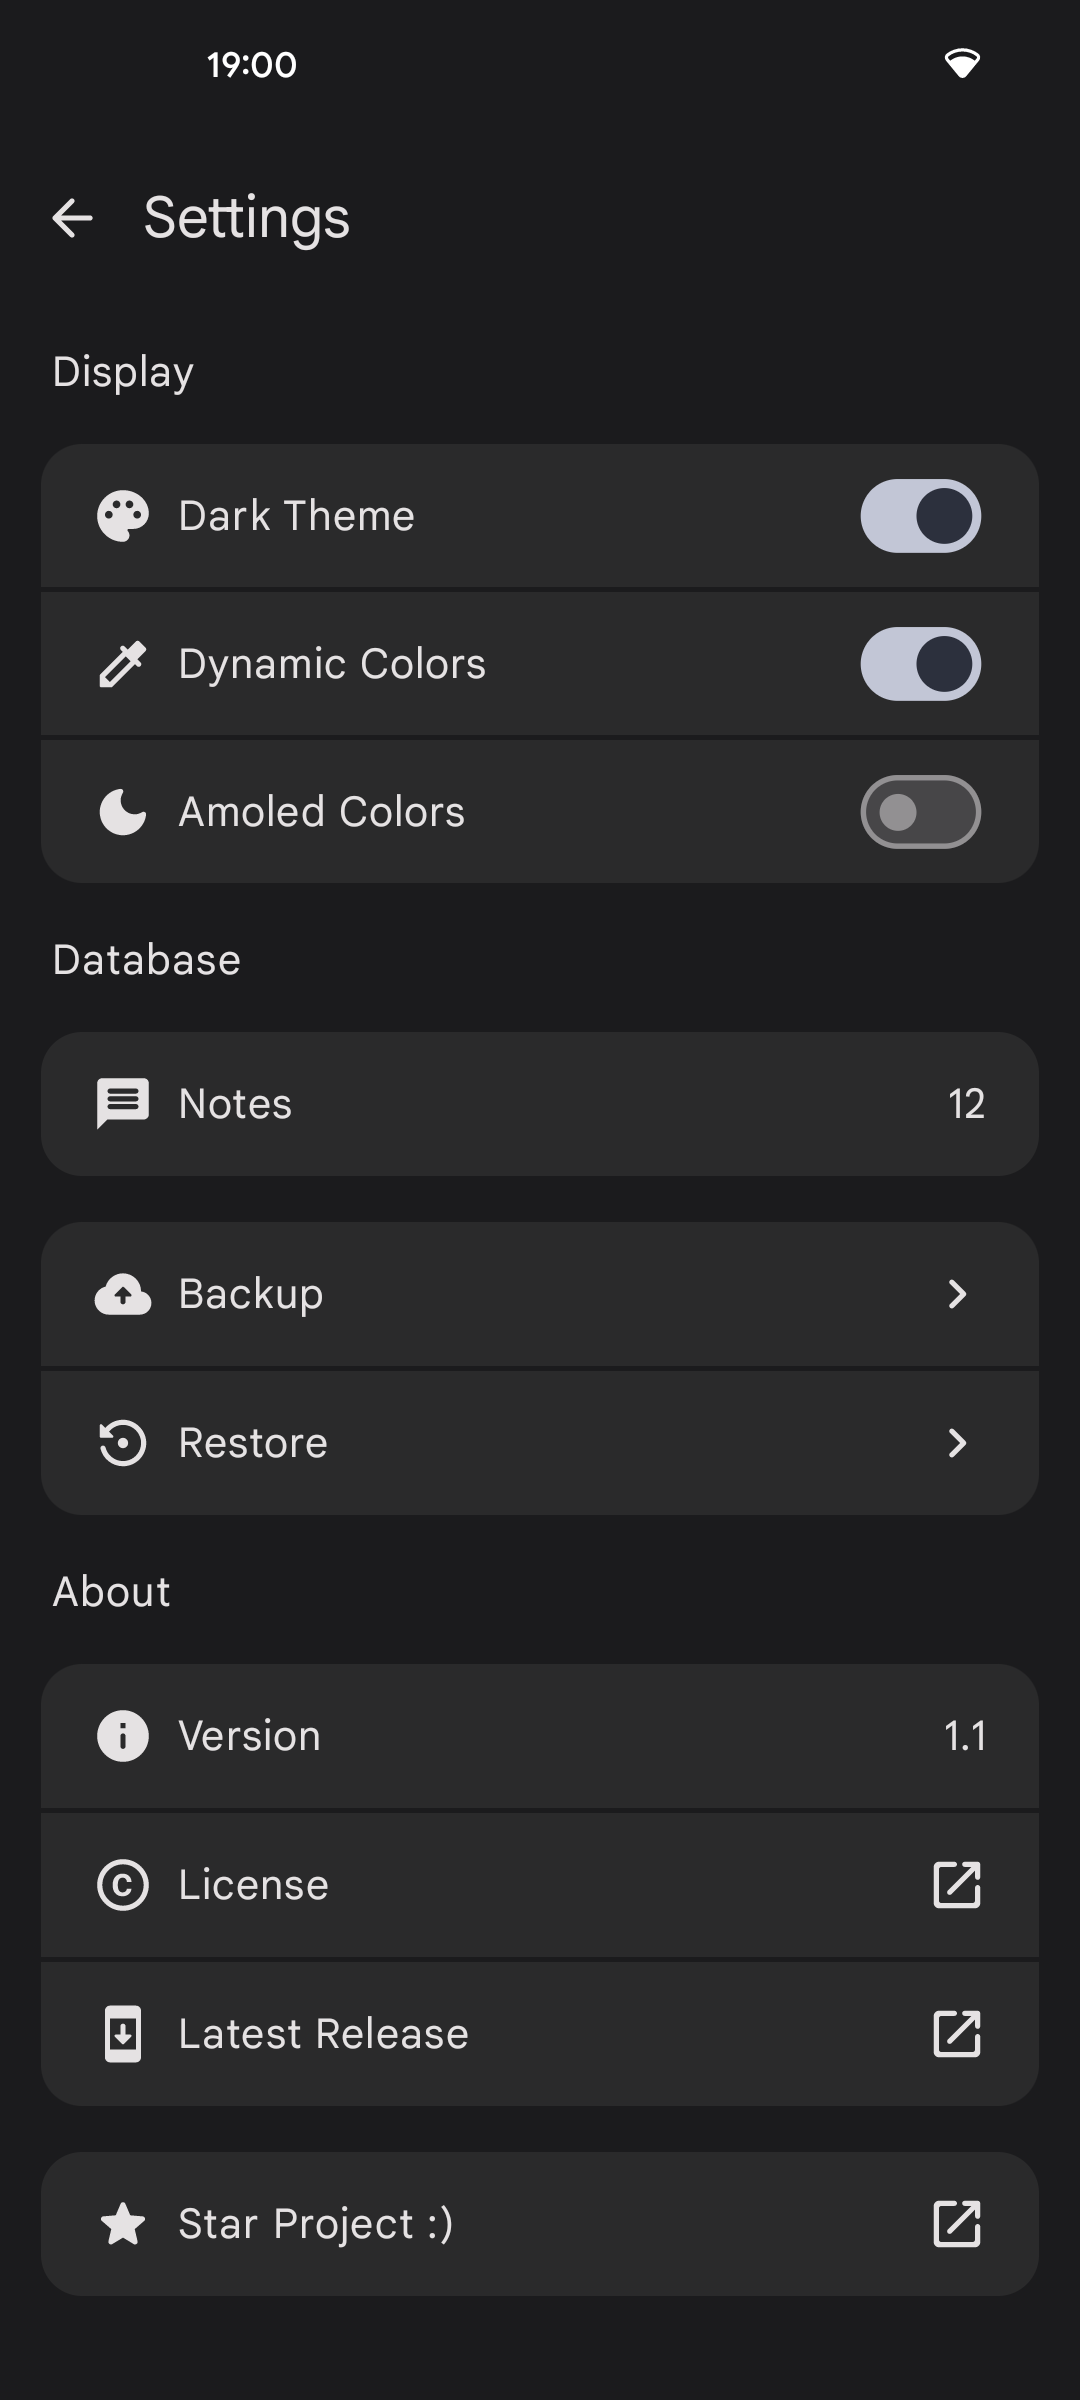 19:00
Settings
Display
Dark Theme
Dynamic Colors
Amoled Colors
Database
Notes 12
Backup
Restore
About
Version 1.1
License
Latest Release
Star Project :)